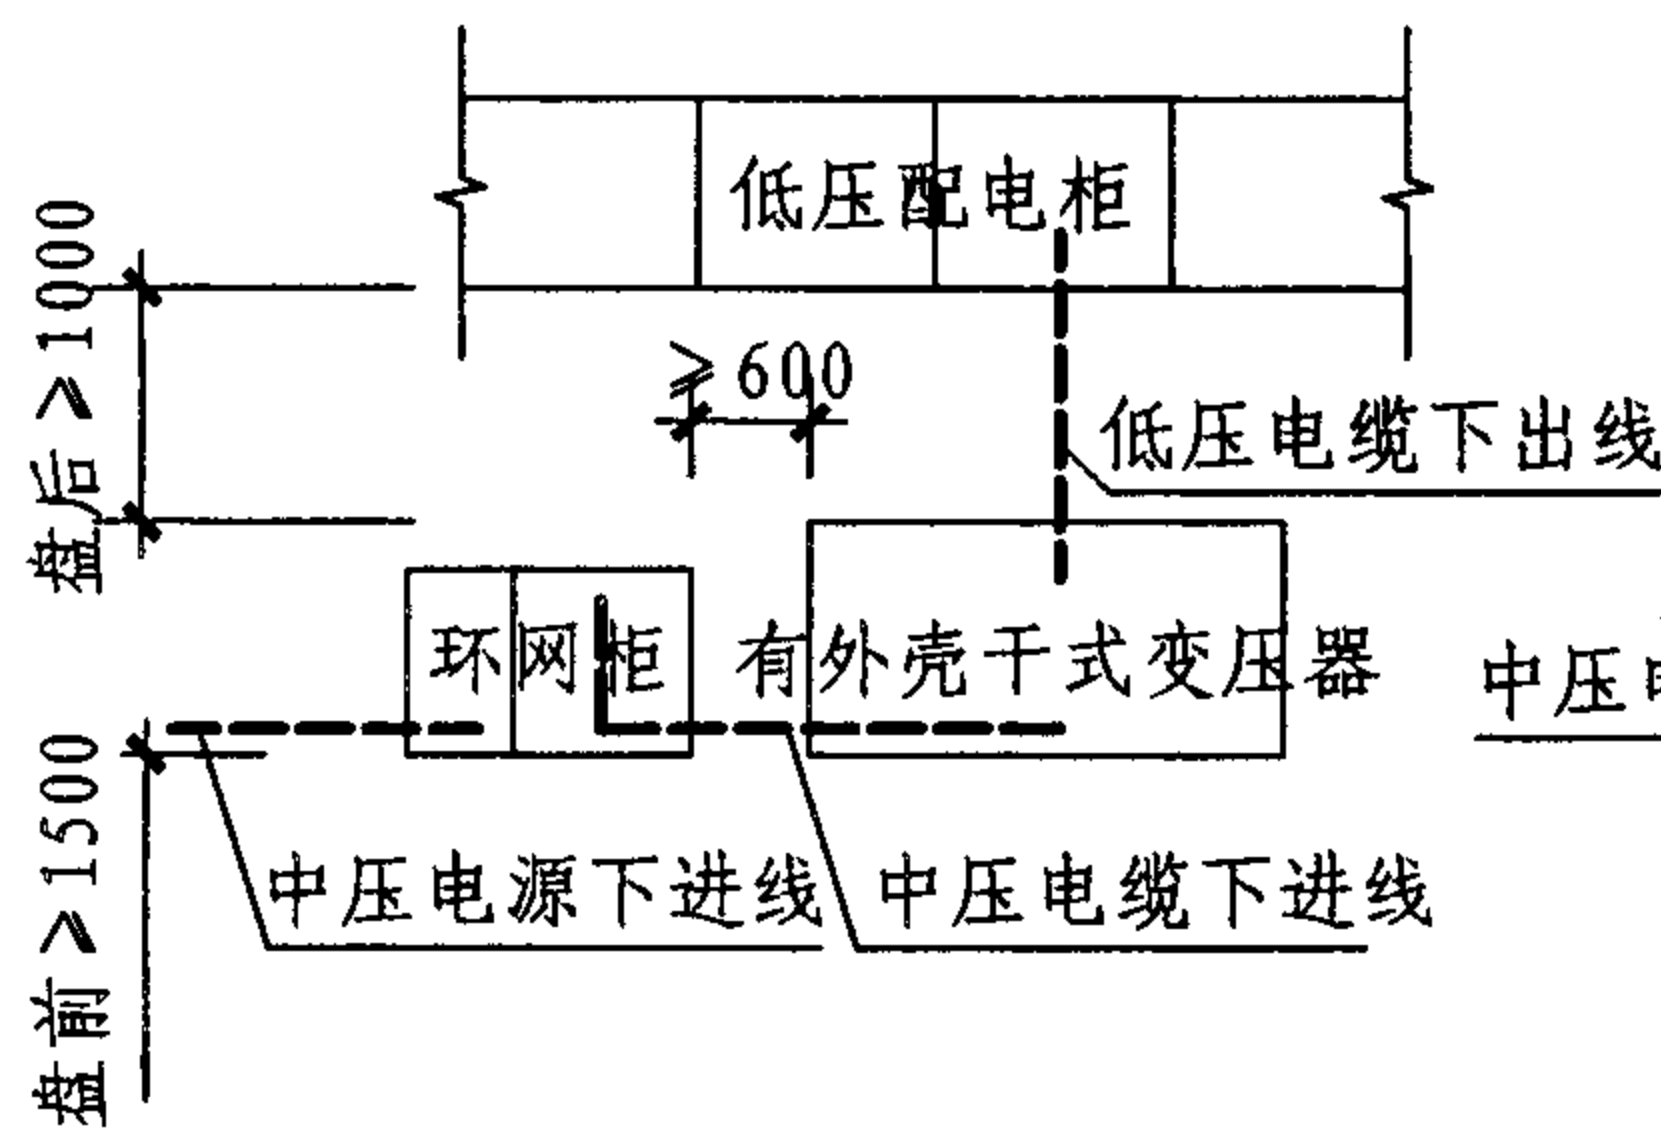 低压配电柜
盘后≥1000
≥600
低压电缆下出线
环网柜
有外壳干式变压器
中压电
盘前≥1500
中压电源下进线
中压电缆下进线